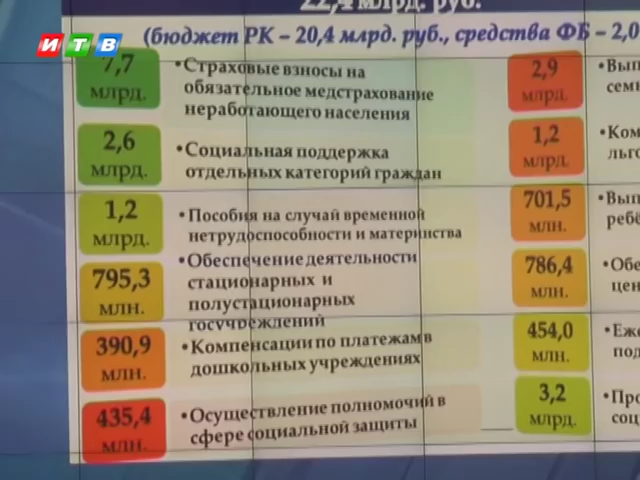 22,4 млрд. руб.
ИТВ
(бюджет РК – 20,4 млрд. руб., средства ФБ – 2,0
7,7
млрд.
•Страховые взносы на
обязательное медстрахование
неработающего населения
2,6
млрд.
•Социальная поддержка
отдельных категорий граждан
1,2
млрд.
•Пособия на случай временной
нетрудоспособности и материнства
795,3
млн.
•Обеспечение деятельности
стационарных и
полустационарных
госучреждений
390,9
млн.
•Компенсации по платежам в
дошкольных учреждениях
435,4
млн.
•Осуществление полномочий в
сфере социальной защиты
2,9
млрд.
•Вып
семь
1,2
млрд.
•Ком
льго
701,5
млн.
•Вып
ребё
786,4
млн.
•Обе
цен
454,0
млн.
•Еже
под
3,2
млрд.
•Про
соц